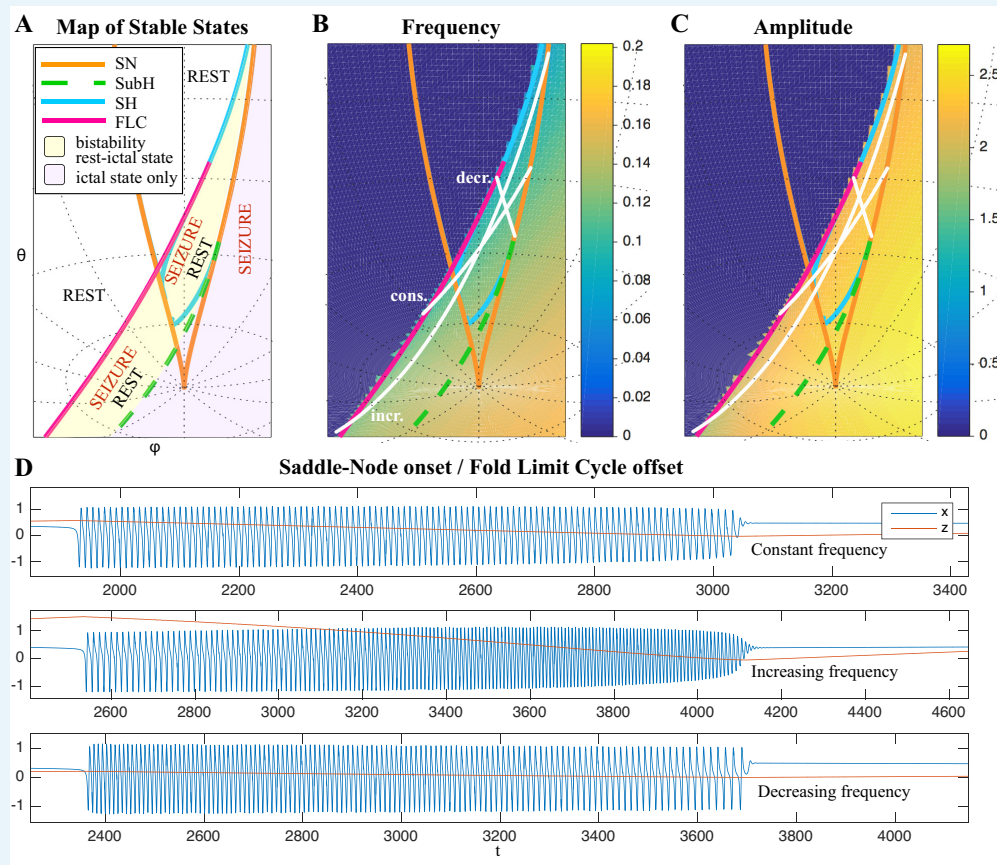 A Map of Stable States
SN
SubH
SH
FLC
bistability
rest-ictal state
ictal state only
REST
SEIZURE
REST
SEIZURE
REST
SEIZURE
REST
θ
φ
B Frequency
decr.
cons.
incr.
0.2
0.18
0.16
0.14
0.12
0.1
0.08
0.06
0.04
0.02
0
C Amplitude
2.5
2
1.5
1
0.5
0
D Saddle-Node onset / Fold Limit Cycle offset
1
0
-1
x
z
Constant frequency
2000 2200 2400 2600 2800 3000 3200 3400
1
0
-1
Increasing frequency
2600 2800 3000 3200 3400 3600 3800 4000 4200 4400 4600
1
0
-1
Decreasing frequency
2400 2600 2800 3000 3200 3400 3600 3800 4000
t